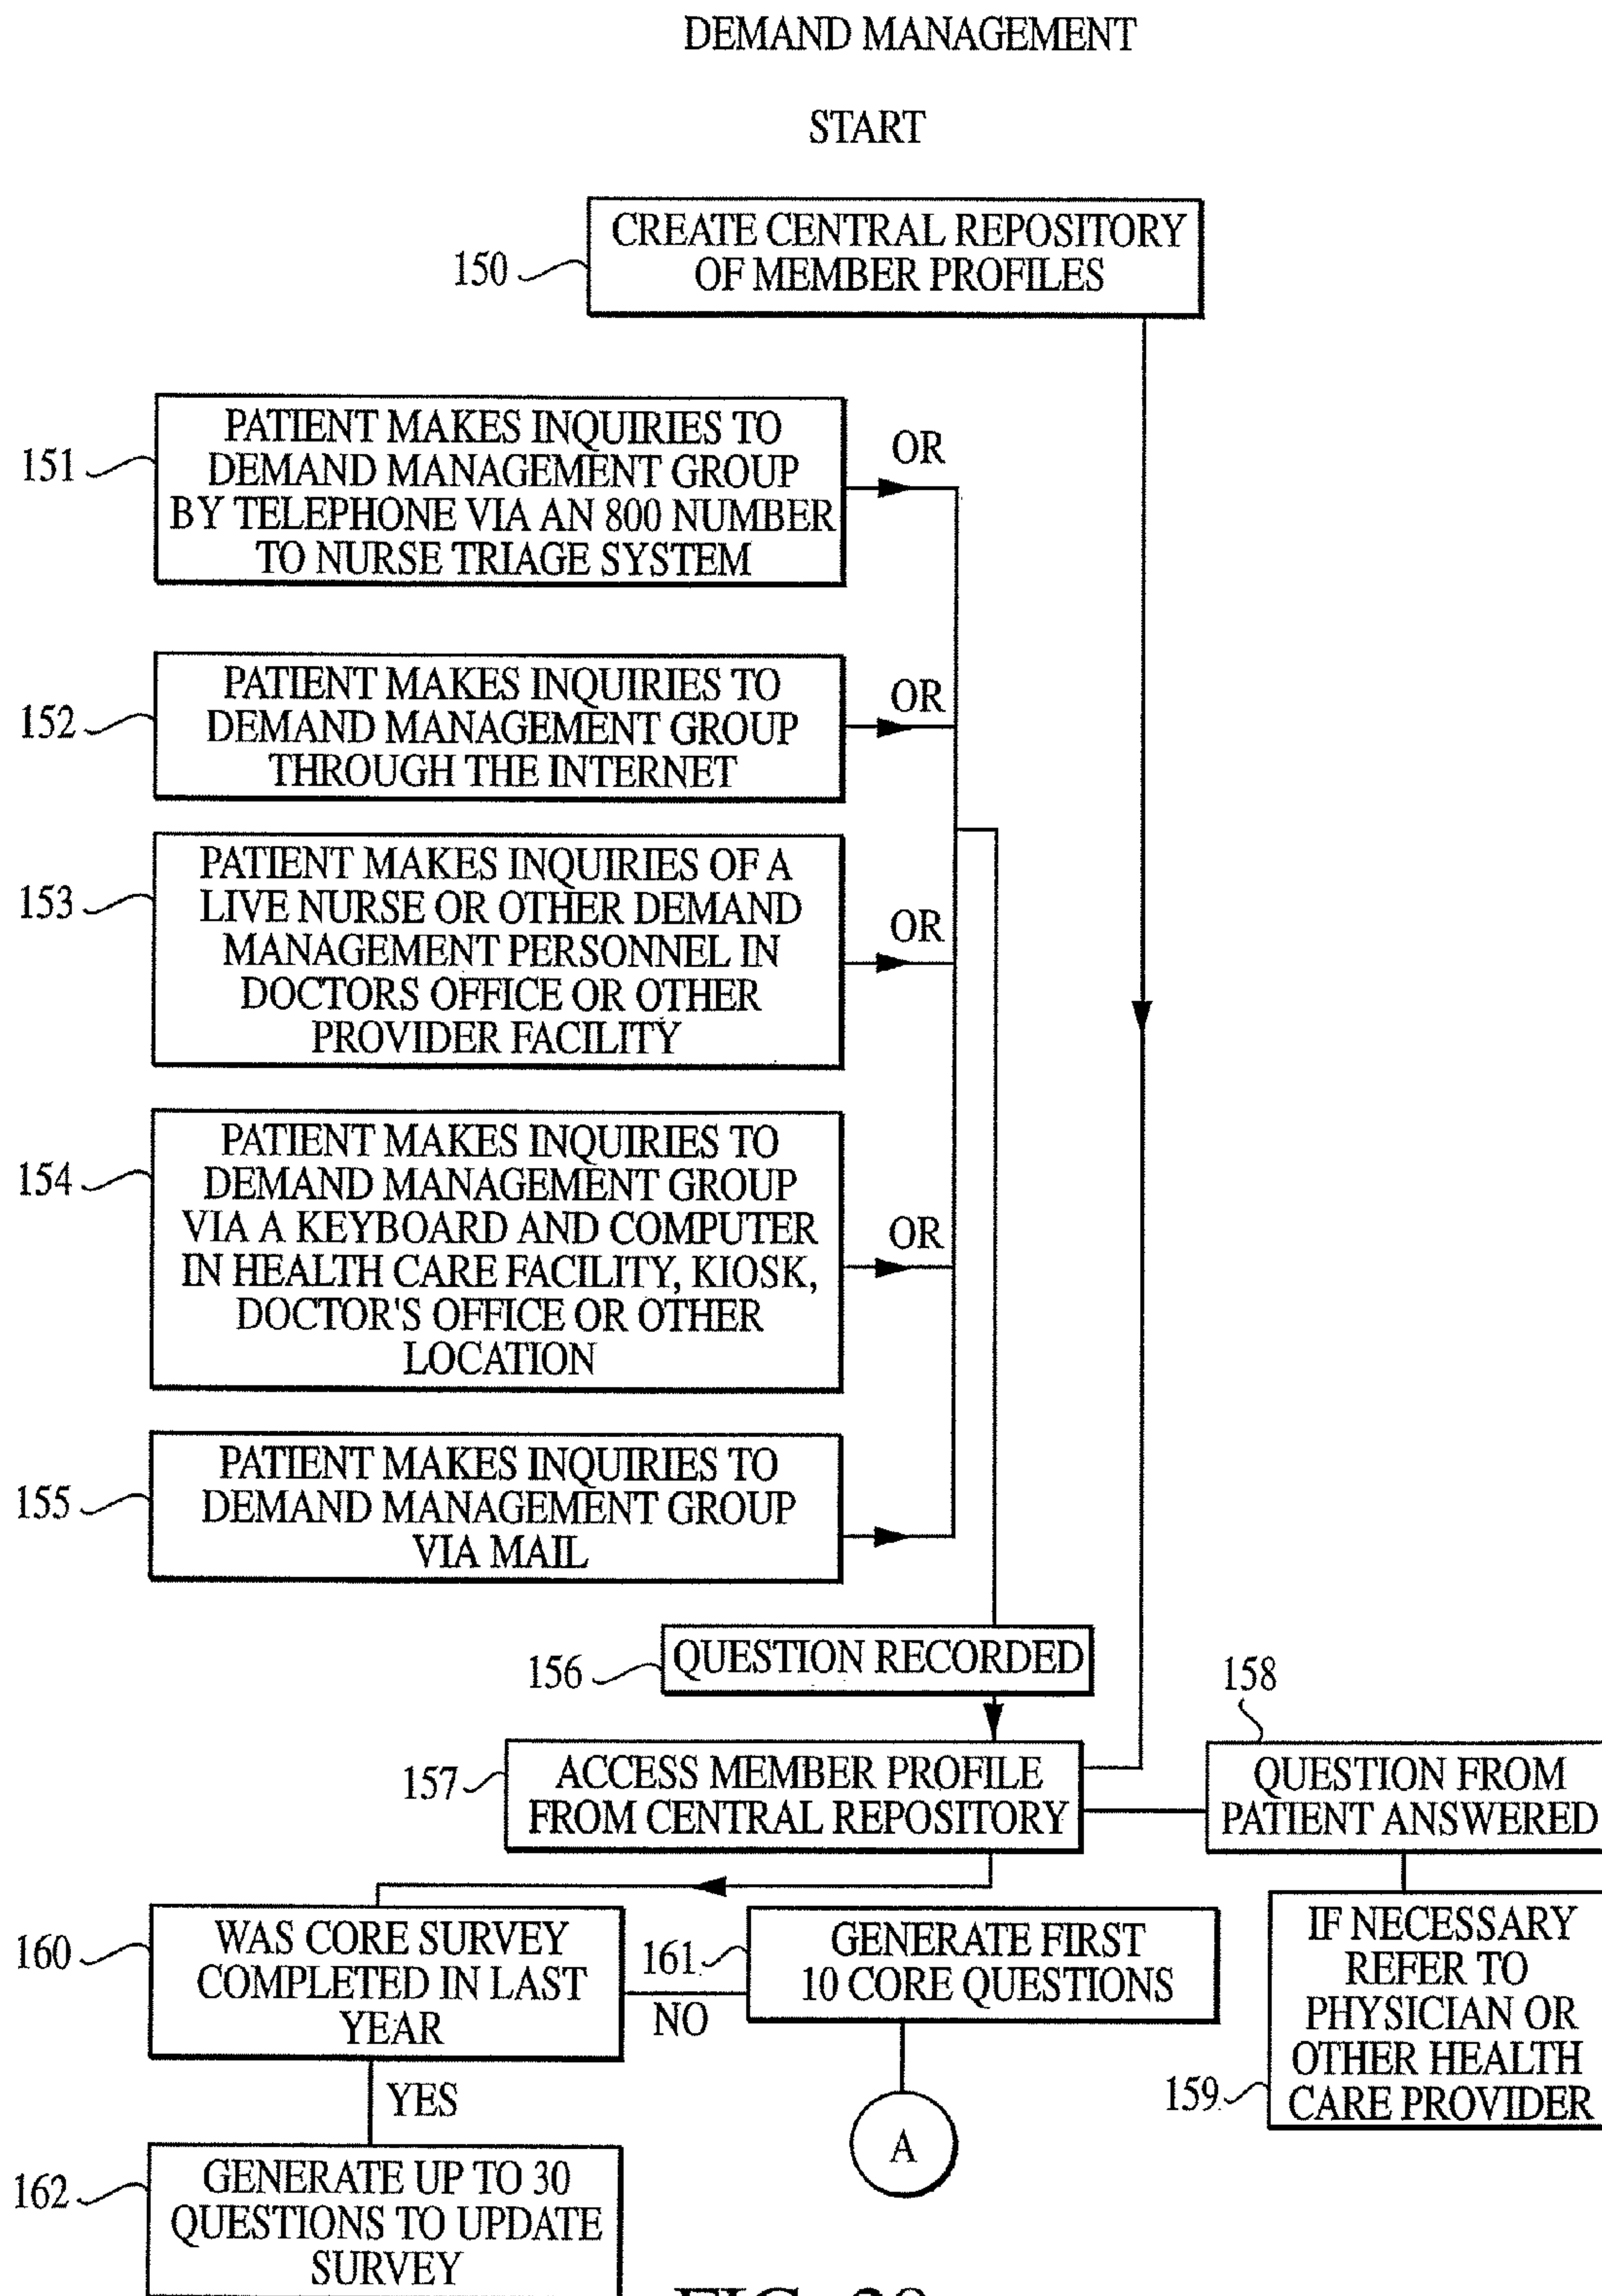 DEMAND MANAGEMENT
START
150
CREATE CENTRAL REPOSITORY
OF MEMBER PROFILES
151
PATIENT MAKES INQUIRIES TO
DEMAND MANAGEMENT GROUP
BY TELEPHONE VIA AN 800 NUMBER
TO NURSE TRIAGE SYSTEM
OR
152
PATIENT MAKES INQUIRIES TO
DEMAND MANAGEMENT GROUP
THROUGH THE INTERNET
OR
153
PATIENT MAKES INQUIRIES OF A
LIVE NURSE OR OTHER DEMAND
MANAGEMENT PERSONNEL IN
DOCTORS OFFICE OR OTHER
PROVIDER FACILITY
OR
154
PATIENT MAKES INQUIRIES TO
DEMAND MANAGEMENT GROUP
VIA A KEYBOARD AND COMPUTER
IN HEALTH CARE FACILITY, KIOSK,
DOCTOR'S OFFICE OR OTHER
LOCATION
OR
155
PATIENT MAKES INQUIRIES TO
DEMAND MANAGEMENT GROUP
VIA MAIL
156
QUESTION RECORDED
157
ACCESS MEMBER PROFILE
FROM CENTRAL REPOSITORY
158
QUESTION FROM
PATIENT ANSWERED
159
IF NECESSARY
REFER TO
PHYSICIAN OR
OTHER HEALTH
CARE PROVIDER
160
WAS CORE SURVEY
COMPLETED IN LAST
YEAR
NO
161
GENERATE FIRST
10 CORE QUESTIONS
A
YES
162
GENERATE UP TO 30
QUESTIONS TO UPDATE
SURVEY